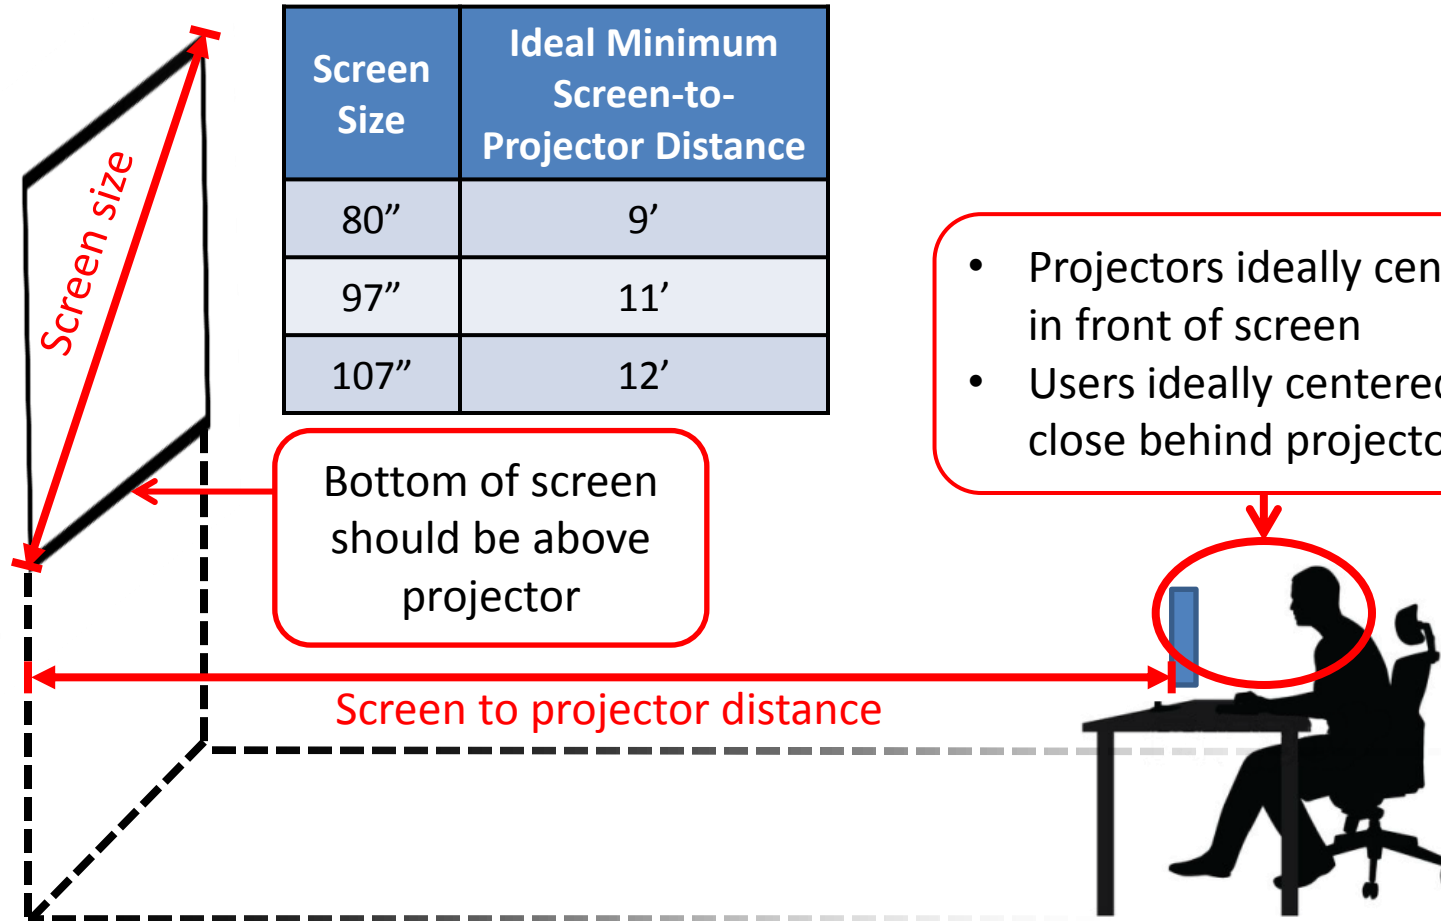 Screen
Size
Ideal Minimum
Screen-to-
Projector Distance
80”
9’
97”
11’
107”
12’
Screen size
• Projectors ideally cen
in front of screen
• Users ideally centered
close behind projecto
Bottom of screen
should be above
projector
Screen to projector distance